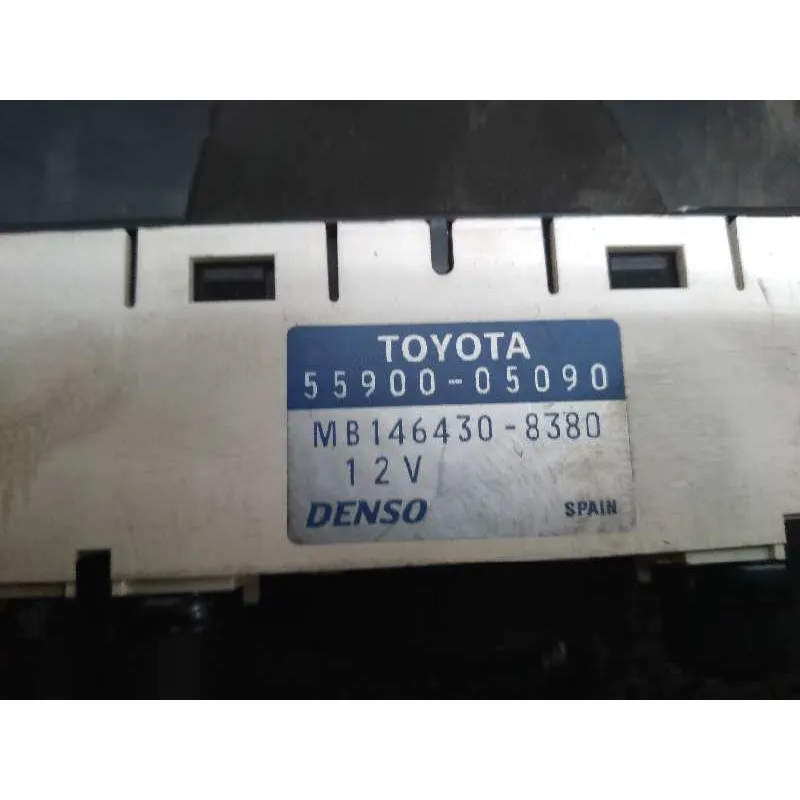 TOYOTA
55900-05090
MB146430-8380
12V
DENSO SPAIN